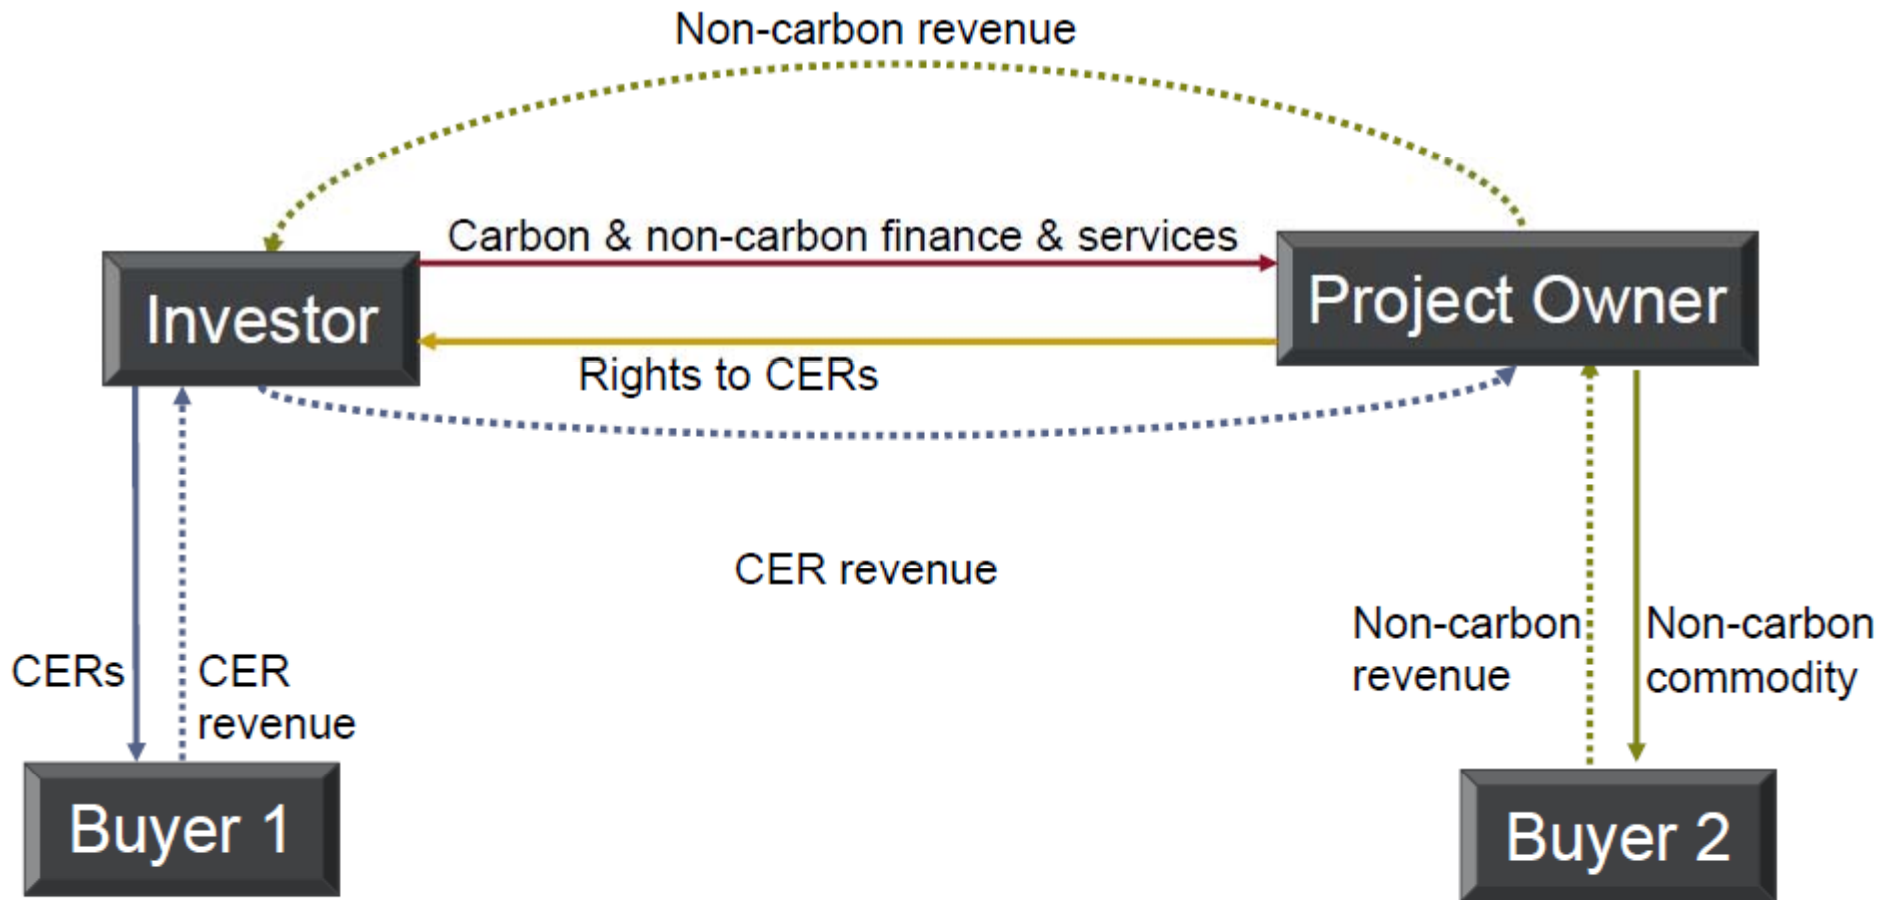 Non-carbon revenue
Carbon & non-carbon finance & services
Investor
Project Owner
Rights to CERs
CER revenue
CERs
CER
revenue
Non-carbon
revenue
Non-carbon
commodity
Buyer 1
Buyer 2